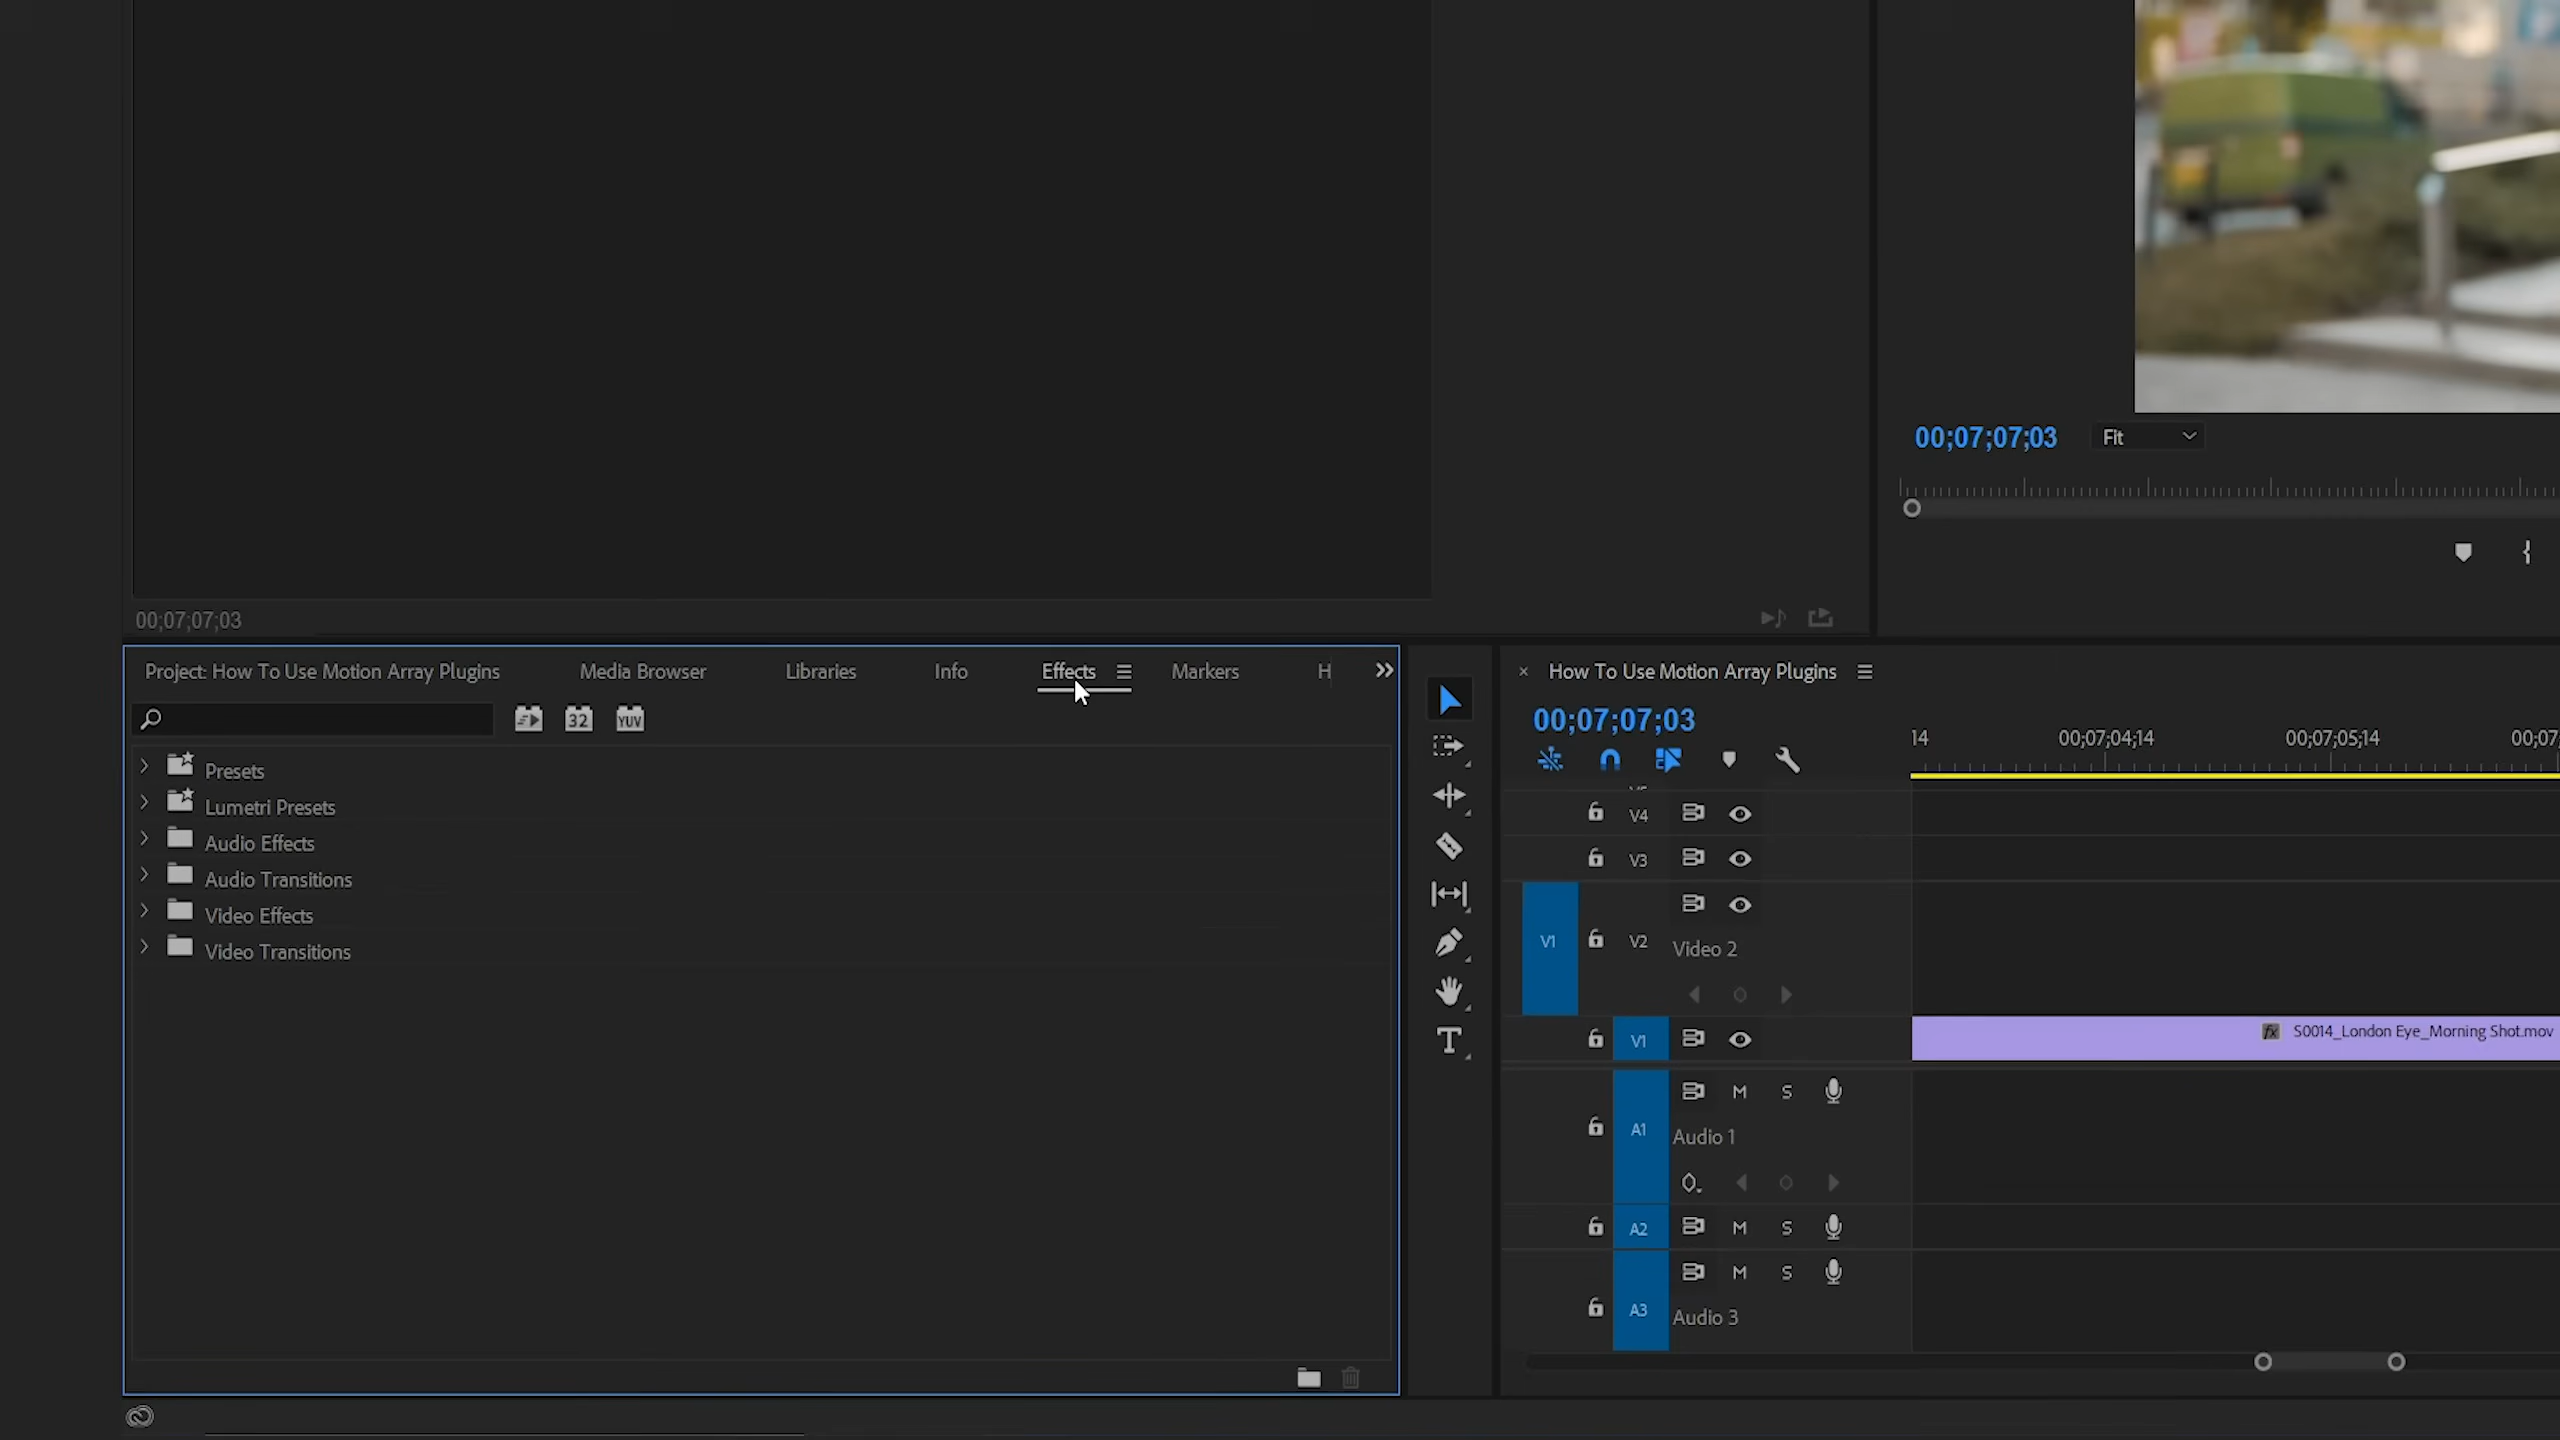 00;07;07;03
Fit
00;07;07;03
Project: How To Use Motion Array Plugins
Media Browser
Libraries
Info
Effects
Markers
H
32
YUV
Presets
Lumetri Presets
Audio Effects
Audio Transitions
Video Effects
Video Transitions
T
How To Use Motion Array Plugins
00;07;07;03
14
00;07;04;14
00;07;05;14
00;07;
V4
V3
V1
V2
Video 2
V1
fx S0014_London Eye_Morning Shot.mov
M S
A1
Audio 1
A2
M S
M S
A3
Audio 3